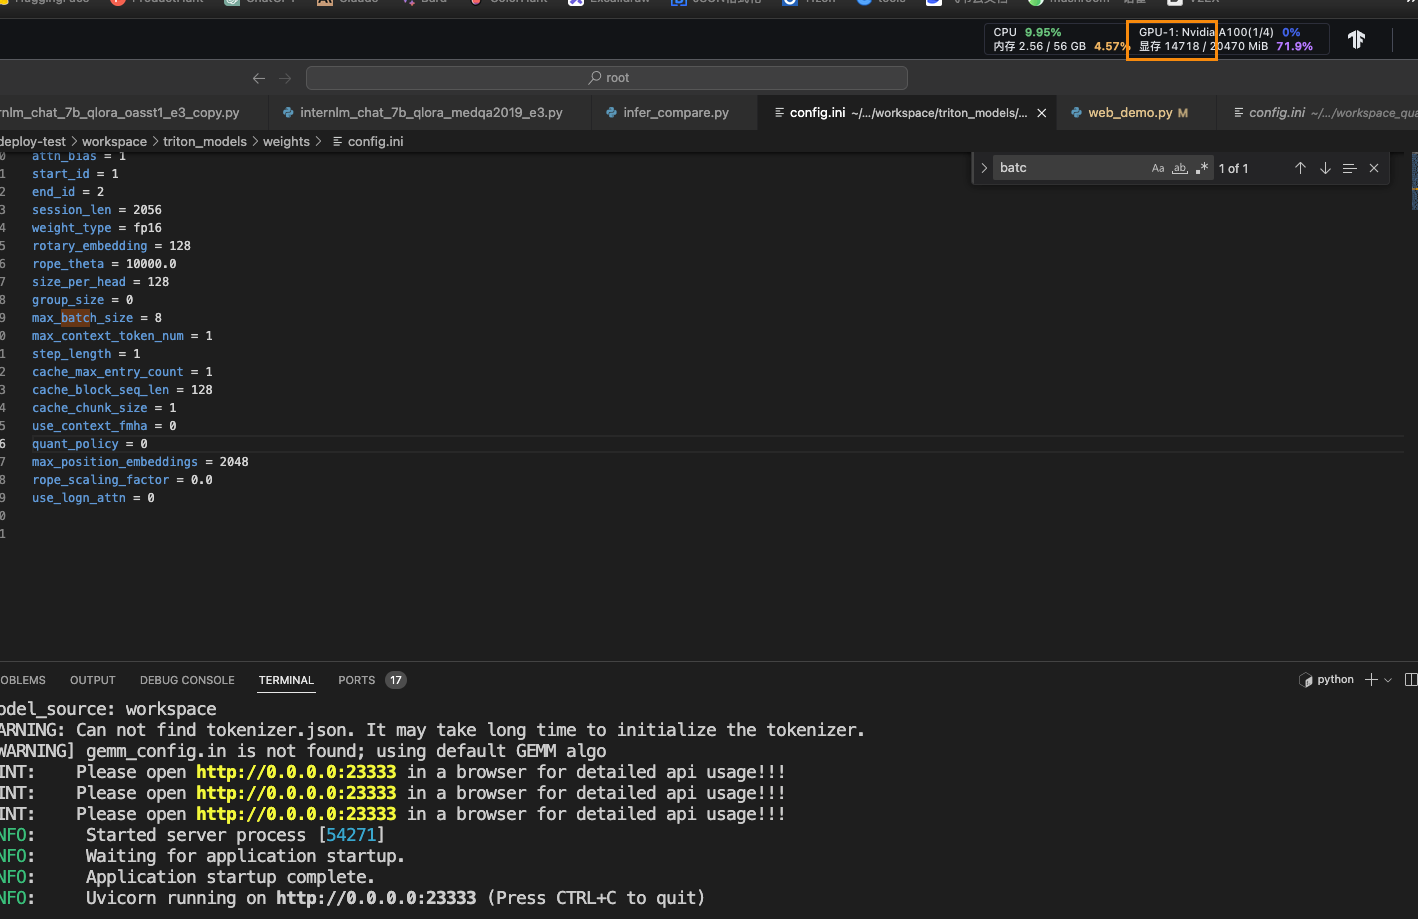 HuggingFace ProductHunt ChatGPT Claude Bard ColorHunt Excalidraw tools mushroom
CPU 9.95%
内存 2.56 / 56 GB 4.57%
GPU-1: Nvidia A100(1/4) 0%
显存 14718 / 20470 MiB 71.9%
root
rnlm_chat_7b_qlora_oasst1_e3_copy.py
internlm_chat_7b_qlora_medqa2019_e3.py
infer_compare.py
config.ini ~/.../workspace/triton_models/...
web_demo.py M
config.ini ~/.../workspace_qua
deploy-test > workspace > triton_models > weights > config.ini
batc Aa ab 1 of 1
0 attn_bias = 1
1 start_id = 1
2 end_id = 2
3 session_len = 2056
4 weight_type = fp16
5 rotary_embedding = 128
6 rope_theta = 10000.0
7 size_per_head = 128
8 group_size = 0
9 max_batch_size = 8
0 max_context_token_num = 1
1 step_length = 1
2 cache_max_entry_count = 1
3 cache_block_seq_len = 128
4 cache_chunk_size = 1
5 use_context_fmha = 0
6 quant_policy = 0
7 max_position_embeddings = 2048
8 rope_scaling_factor = 0.0
9 use_logn_attn = 0
0
1
OBLEMS OUTPUT DEBUG CONSOLE TERMINAL PORTS 17 python
odel_source: workspace
ARNING: Can not find tokenizer.json. It may take long time to initialize the tokenizer.
WARNING] gemm_config.in is not found; using default GEMM algo
INT: Please open http://0.0.0.0:23333 in a browser for detailed api usage!!!
INT: Please open http://0.0.0.0:23333 in a browser for detailed api usage!!!
INT: Please open http://0.0.0.0:23333 in a browser for detailed api usage!!!
NFO: Started server process [54271]
NFO: Waiting for application startup.
NFO: Application startup complete.
NFO: Uvicorn running on http://0.0.0.0:23333 (Press CTRL+C to quit)